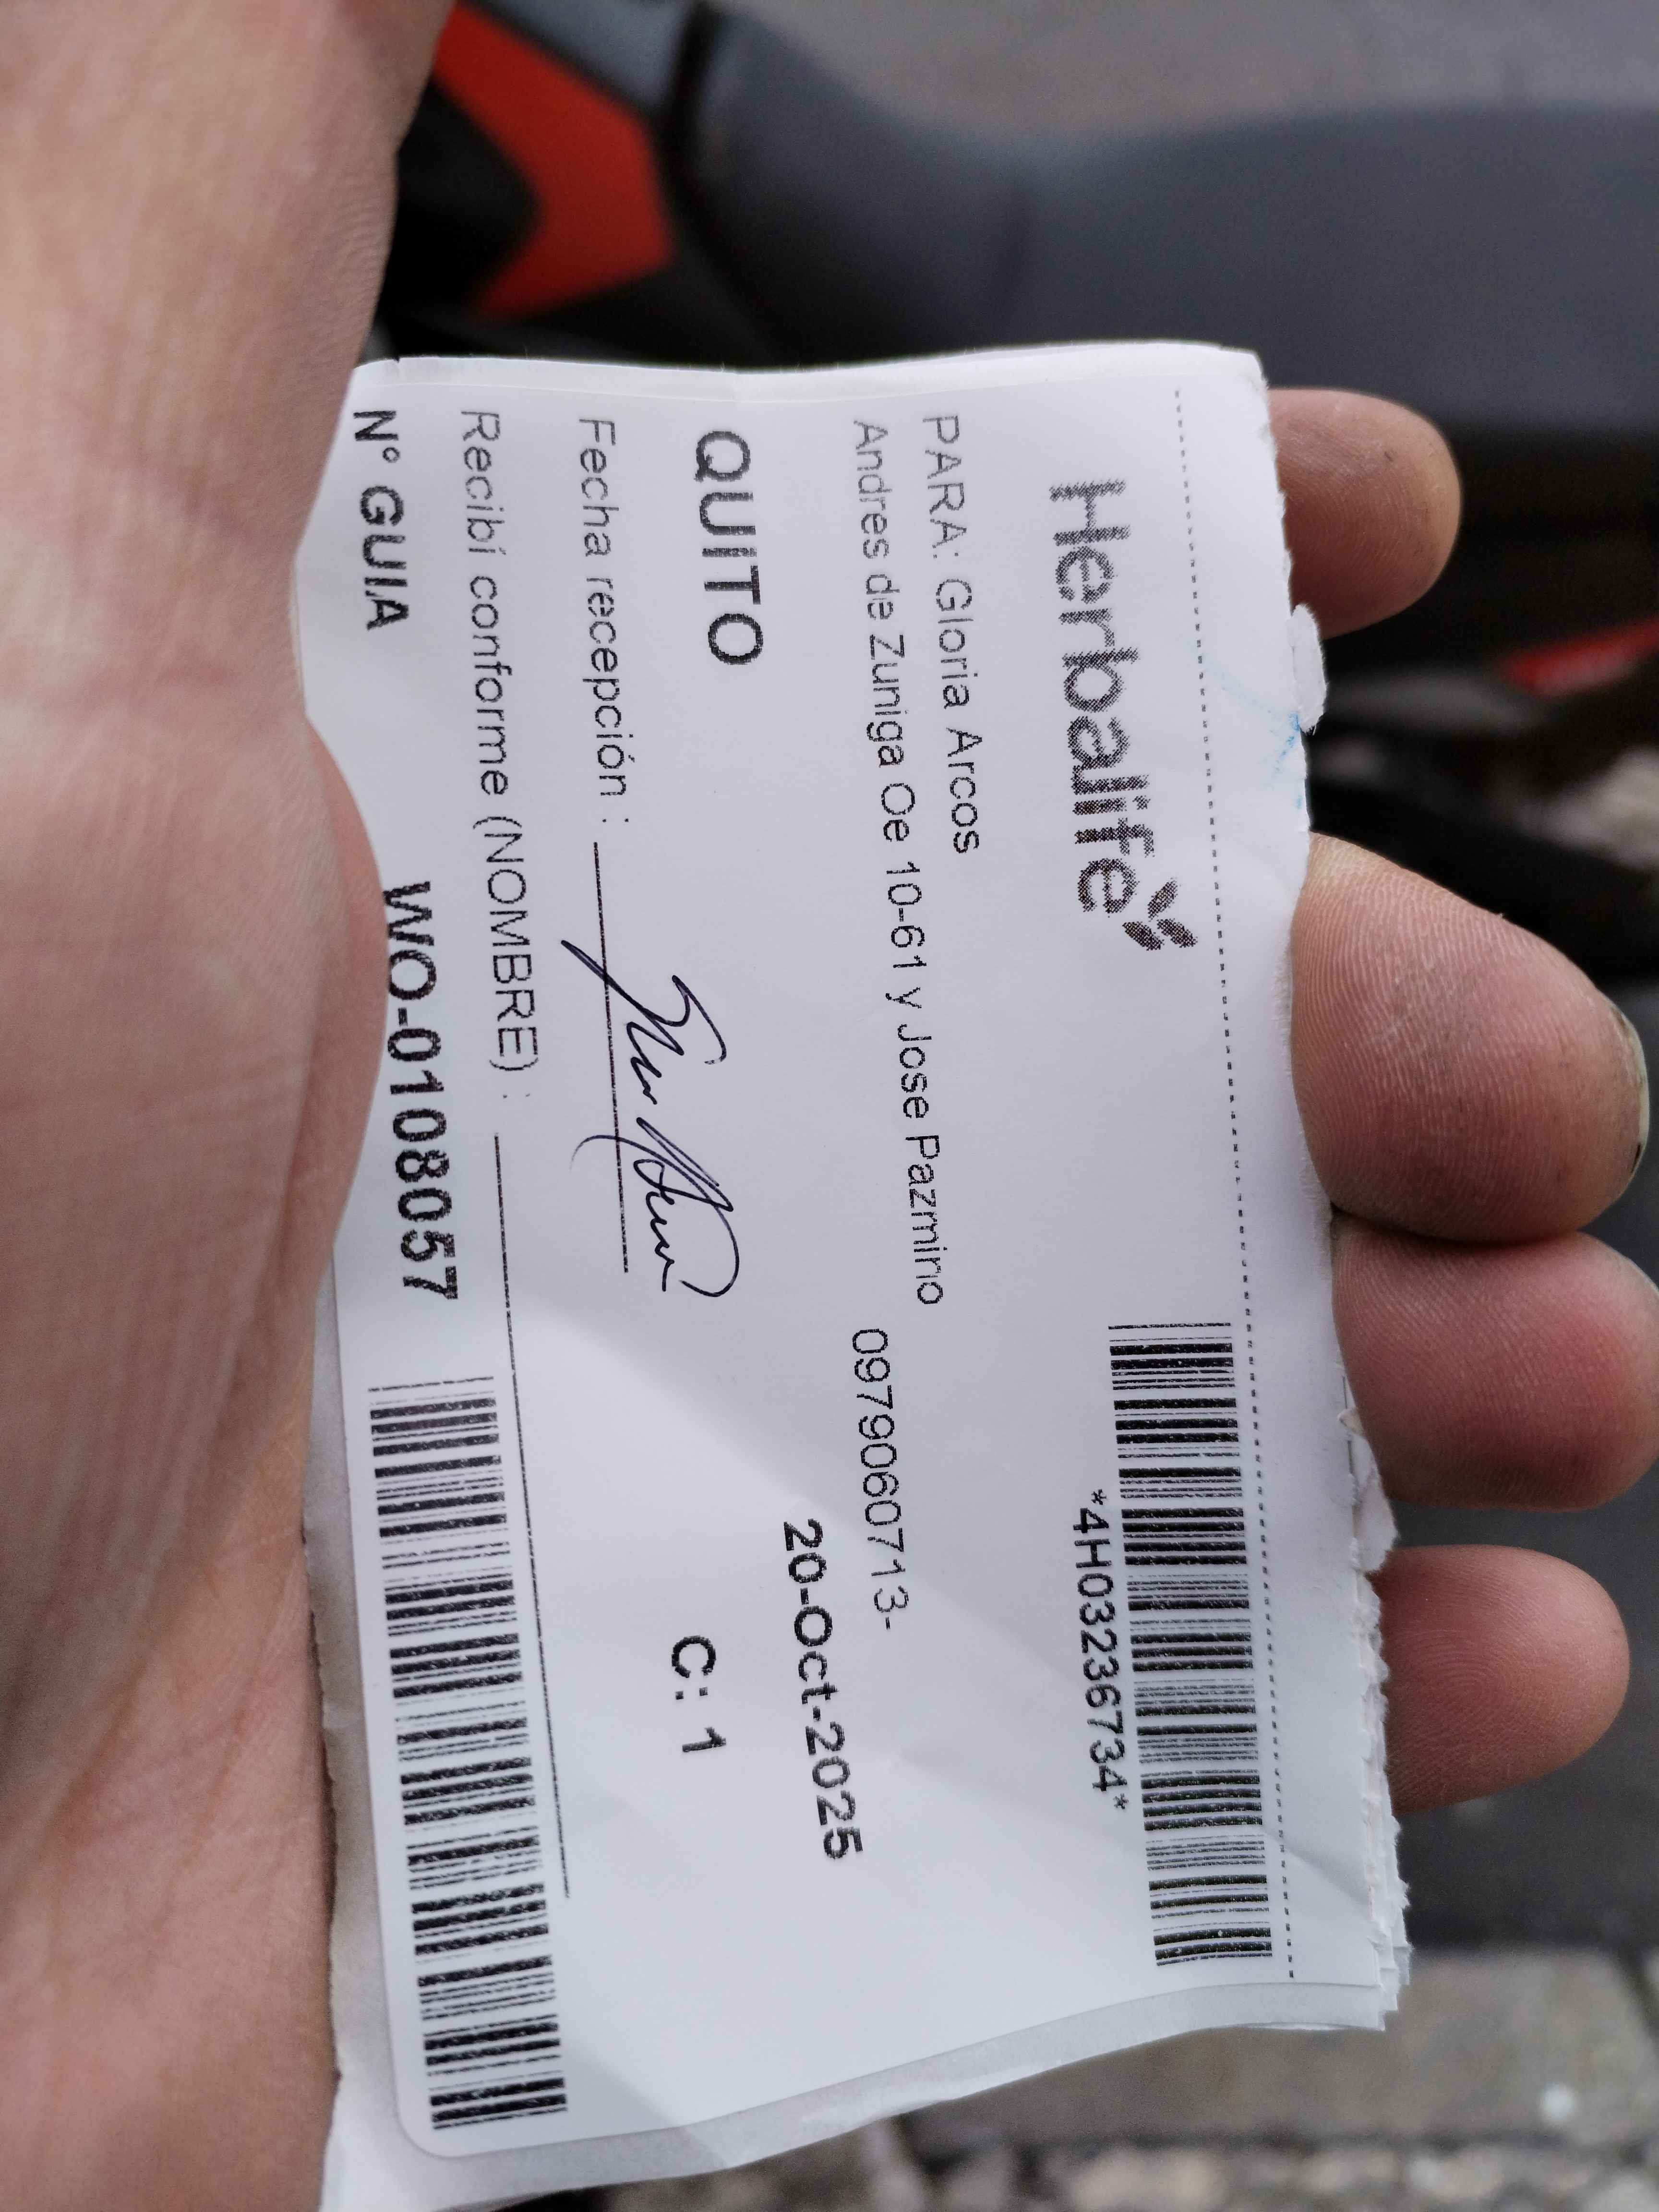 Herbalife
*4H03236734*
PARA: Gloria Arcos
Andres de Zuniga Oe 10-61 y Jose Pazmino 0979060713-
20-Oct-2025
QUITO C: 1
Fecha recepción :
Recibí conforme (NOMBRE) :
N° GUIA WO-0108057